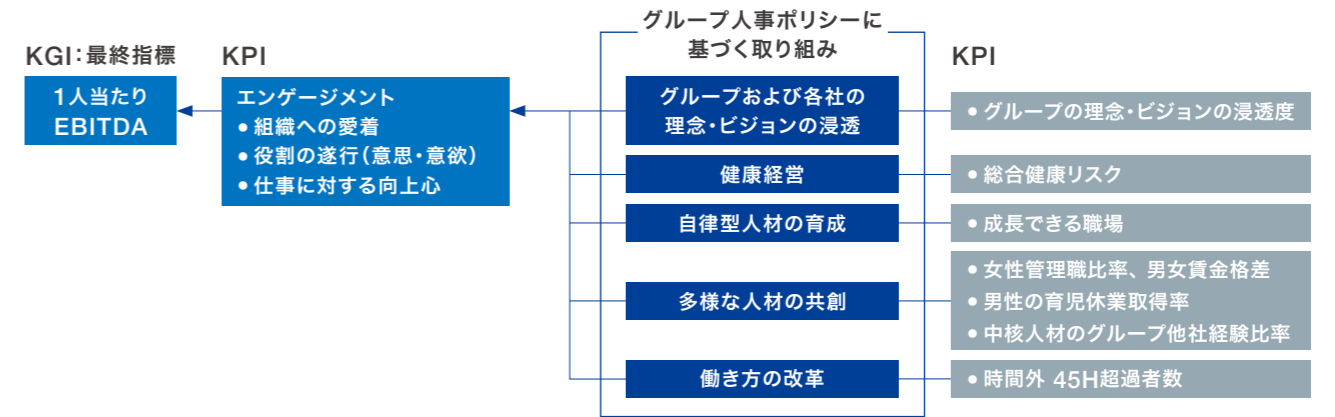 KGI：最終指標
1人当たり
EBITDA
KPI
エンゲージメント
● 組織への愛着
● 役割の遂行（意思・意欲）
● 仕事に対する向上心
グループ人事ポリシーに
基づく取り組み
グループおよび各社の
理念・ビジョンの浸透
健康経営
自律型人材の育成
多様な人材の共創
働き方の改革
KPI
● グループの理念・ビジョンの浸透度
● 総合健康リスク
● 成長できる職場
● 女性管理職比率、男女賃金格差
● 男性の育児休業取得率
● 中核人材のグループ他社経験比率
● 時間外 45H超過者数